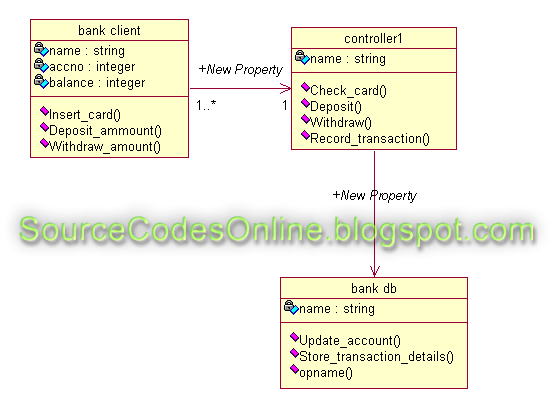 bank client
name : string
accno : integer
balance : integer
Insert_card()
Deposit_ammount()
Withdraw_amount()
+New Property
1..*
1
controller1
name : string
Check_card()
Deposit()
Withdraw()
Record_transaction()
+New Property
SourceCodesOnline.blogspot.com
bank db
name : string
Update_account()
Store_transaction_details()
opname()